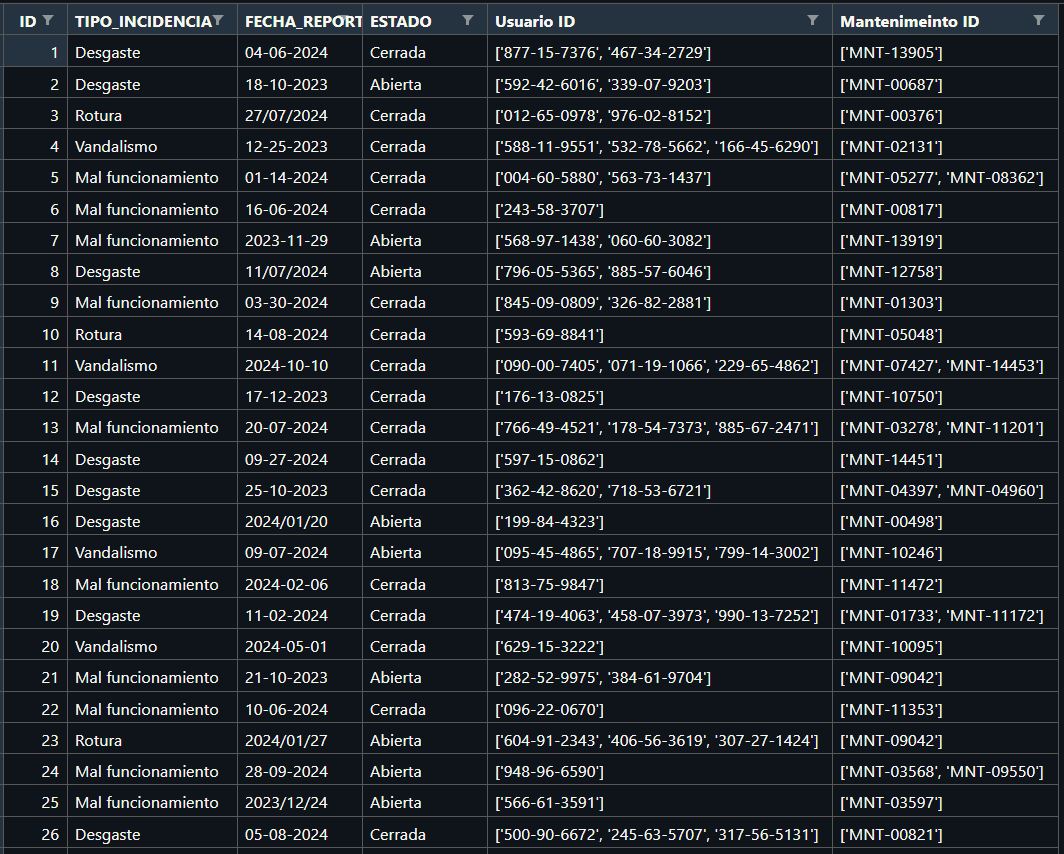 ID TIPO_INCIDENCIA FECHA_REPORT ESTADO Usuario ID Mantenimeinto ID
1 Desgaste 04-06-2024 Cerrada ['877-15-7376', '467-34-2729'] ['MNT-13905']
2 Desgaste 18-10-2023 Abierta ['592-42-6016', '339-07-9203'] ['MNT-00687']
3 Rotura 27/07/2024 Cerrada ['012-65-0978', '976-02-8152'] ['MNT-00376']
4 Vandalismo 12-25-2023 Cerrada ['588-11-9551', '532-78-5662', '166-45-6290'] ['MNT-02131']
5 Mal funcionamiento 01-14-2024 Cerrada ['004-60-5880', '563-73-1437'] ['MNT-05277', 'MNT-08362']
6 Mal funcionamiento 16-06-2024 Cerrada ['243-58-3707'] ['MNT-00817']
7 Mal funcionamiento 2023-11-29 Abierta ['568-97-1438', '060-60-3082'] ['MNT-13919']
8 Desgaste 11/07/2024 Abierta ['796-05-5365', '885-57-6046'] ['MNT-12758']
9 Mal funcionamiento 03-30-2024 Cerrada ['845-09-0809', '326-82-2881'] ['MNT-01303']
10 Rotura 14-08-2024 Cerrada ['593-69-8841'] ['MNT-05048']
11 Vandalismo 2024-10-10 Cerrada ['090-00-7405', '071-19-1066', '229-65-4862'] ['MNT-07427', 'MNT-14453']
12 Desgaste 17-12-2023 Cerrada ['176-13-0825'] ['MNT-10750']
13 Mal funcionamiento 20-07-2024 Cerrada ['766-49-4521', '178-54-7373', '885-67-2471'] ['MNT-03278', 'MNT-11201']
14 Desgaste 09-27-2024 Cerrada ['597-15-0862'] ['MNT-14451']
15 Desgaste 25-10-2023 Cerrada ['362-42-8620', '718-53-6721'] ['MNT-04397', 'MNT-04960']
16 Desgaste 2024/01/20 Abierta ['199-84-4323'] ['MNT-00498']
17 Vandalismo 09-07-2024 Abierta ['095-45-4865', '707-18-9915', '799-14-3002'] ['MNT-10246']
18 Mal funcionamiento 2024-02-06 Cerrada ['813-75-9847'] ['MNT-11472']
19 Desgaste 11-02-2024 Cerrada ['474-19-4063', '458-07-3973', '990-13-7252'] ['MNT-01733', 'MNT-11172']
20 Vandalismo 2024-05-01 Cerrada ['629-15-3222'] ['MNT-10095']
21 Mal funcionamiento 21-10-2023 Abierta ['282-52-9975', '384-61-9704'] ['MNT-09042']
22 Mal funcionamiento 10-06-2024 Cerrada ['096-22-0670'] ['MNT-11353']
23 Rotura 2024/01/27 Abierta ['604-91-2343', '406-56-3619', '307-27-1424'] ['MNT-09042']
24 Mal funcionamiento 28-09-2024 Abierta ['948-96-6590'] ['MNT-03568', 'MNT-09550']
25 Mal funcionamiento 2023/12/24 Abierta ['566-61-3591'] ['MNT-03597']
26 Desgaste 05-08-2024 Cerrada ['500-90-6672', '245-63-5707', '317-56-5131'] ['MNT-00821']